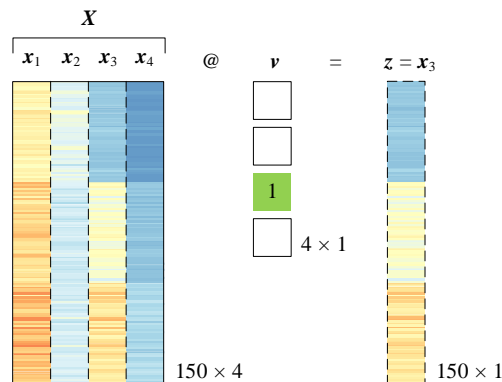 X
x₁ x₂ x₃ x₄ @ v = z = x₃
1
4 × 1
150 × 4 150 × 1